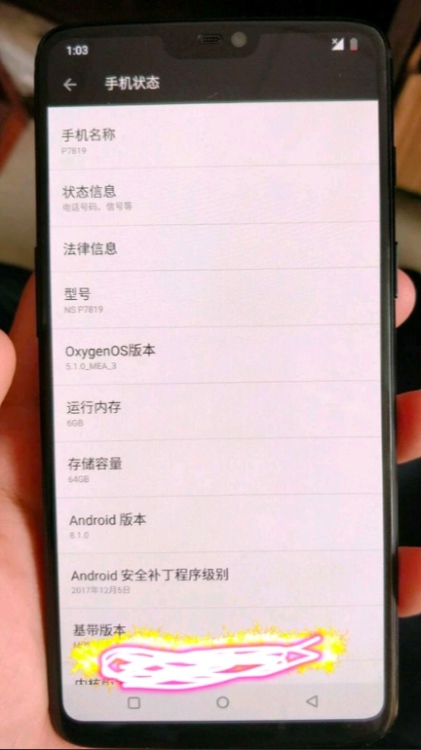 1:03
手机状态
手机名称
P7819
状态信息
电话号码、信号等
法律信息
型号
NS P7819
OxygenOS版本
5.1.0_MEA_3
运行内存
6GB
存储容量
64GB
Android 版本
8.1.0
Android 安全补丁程序级别
2017年12月5日
基带版本